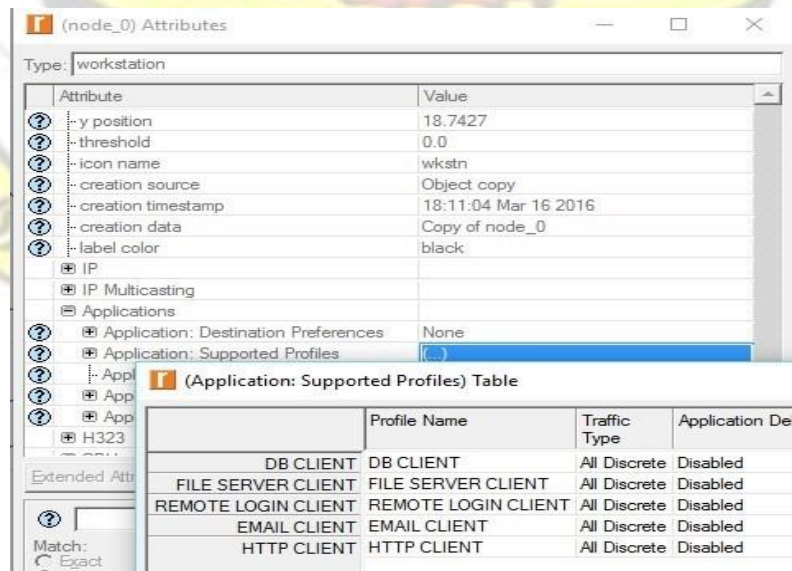 (node_0) Attributes
Type: workstation
Attribute Value
y position 18.7427
threshold 0.0
icon name wkstn
creation source Object copy
creation timestamp 18:11:04 Mar 16 2016
creation data Copy of node_0
label color black
IP
IP Multicasting
Applications
Application: Destination Preferences None
Application: Supported Profiles (...)
Appl
App
App
H323
Extended Attr
Match:
Exact
(Application: Supported Profiles) Table
Profile Name Traffic Type Application Del
DB CLIENT DB CLIENT All Discrete Disabled
FILE SERVER CLIENT FILE SERVER CLIENT All Discrete Disabled
REMOTE LOGIN CLIENT REMOTE LOGIN CLIENT All Discrete Disabled
EMAIL CLIENT EMAIL CLIENT All Discrete Disabled
HTTP CLIENT HTTP CLIENT All Discrete Disabled